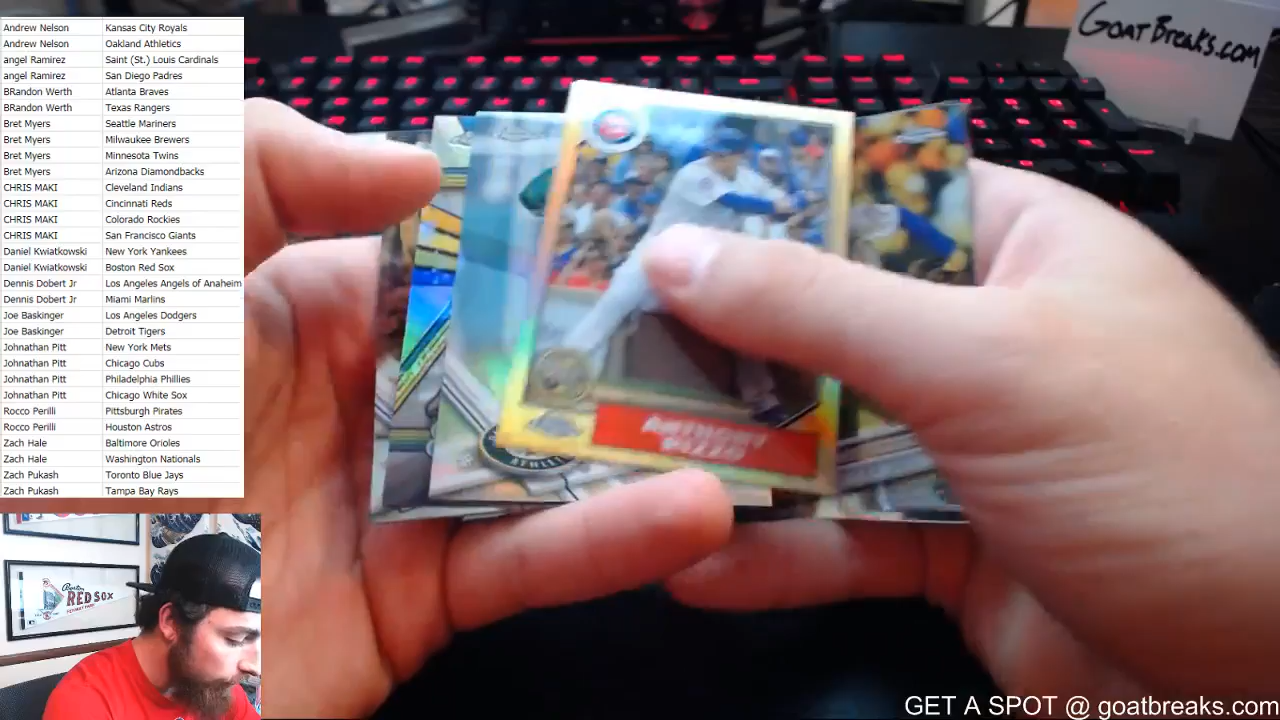 Andrew Nelson Kansas City Royals
Andrew Nelson Oakland Athletics
angel Ramirez Saint (St.) Louis Cardinals
angel Ramirez San Diego Padres
BRandon Werth Atlanta Braves
BRandon Werth Texas Rangers
Bret Myers Seattle Mariners
Bret Myers Milwaukee Brewers
Bret Myers Minnesota Twins
Bret Myers Arizona Diamondbacks
CHRIS MAKI Cleveland Indians
CHRIS MAKI Cincinnati Reds
CHRIS MAKI Colorado Rockies
CHRIS MAKI San Francisco Giants
Daniel Kwiatkowski New York Yankees
Daniel Kwiatkowski Boston Red Sox
Dennis Dobert Jr Los Angeles Angels of Anaheim
Dennis Dobert Jr Miami Marlins
Joe Baskinger Los Angeles Dodgers
Joe Baskinger Detroit Tigers
Johnathan Pitt New York Mets
Johnathan Pitt Chicago Cubs
Johnathan Pitt Philadelphia Phillies
Johnathan Pitt Chicago White Sox
Rocco Perilli Pittsburgh Pirates
Rocco Perilli Houston Astros
Zach Hale Baltimore Orioles
Zach Hale Washington Nationals
Zach Pukash Toronto Blue Jays
Zach Pukash Tampa Bay Rays
GOATBREAKS.COM
ANTHONY
RIZZO
Boston
RED SOX
GET A SPOT @ goatbreaks.com